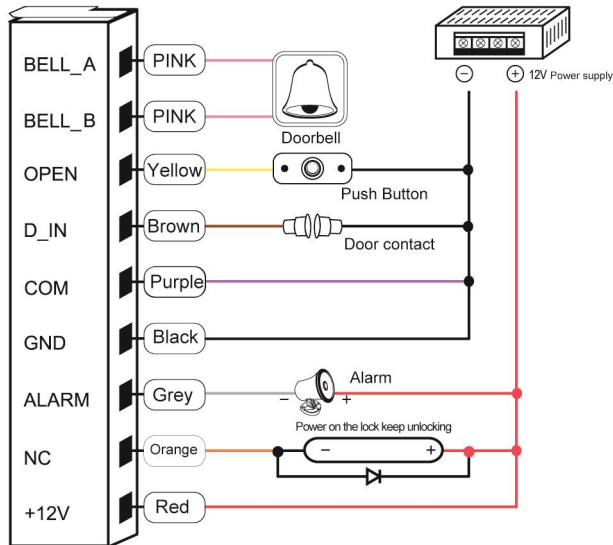 BELL_A
PINK
12V Power supply
BELL_B
PINK
Doorbell
OPEN
Yellow
Push Button
D_IN
Brown
Door contact
COM
Purple
GND
Black
ALARM
Grey
Alarm
− +
Power on the lock keep unlocking
NC
Orange
− +
+12V
Red